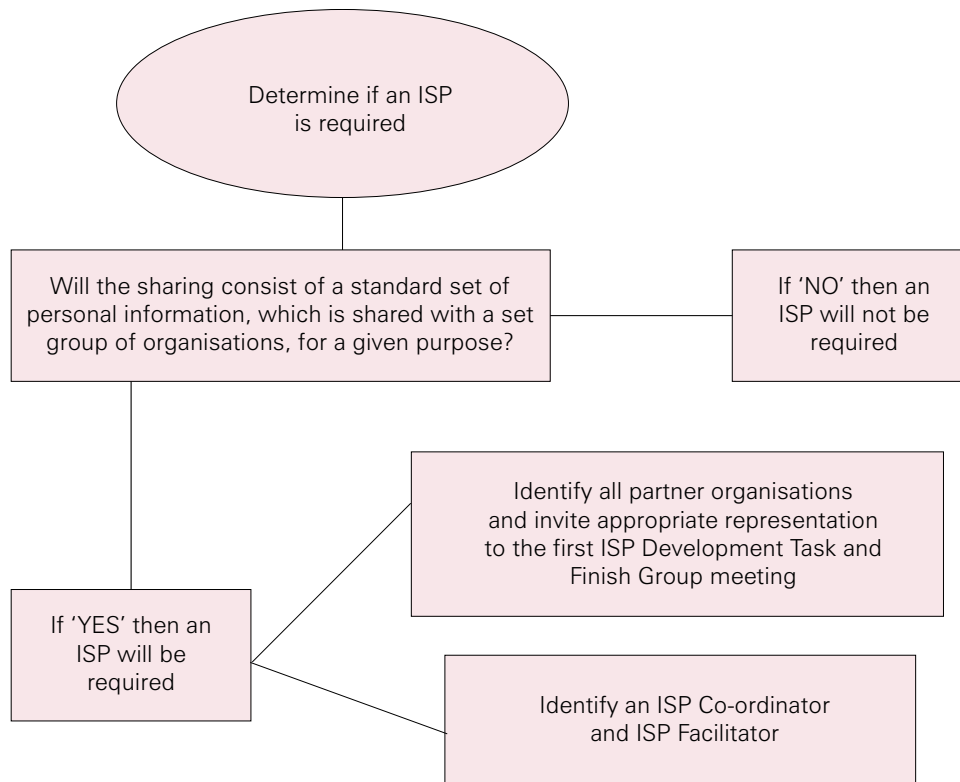 Determine if an ISP
is required
Will the sharing consist of a standard set of
personal information, which is shared with a set
group of organisations, for a given purpose?
If ‘NO’ then an
ISP will not be
required
Identify all partner organisations
and invite appropriate representation
to the first ISP Development Task and
Finish Group meeting
If ‘YES’ then an
ISP will be
required
Identify an ISP Co-ordinator
and ISP Facilitator